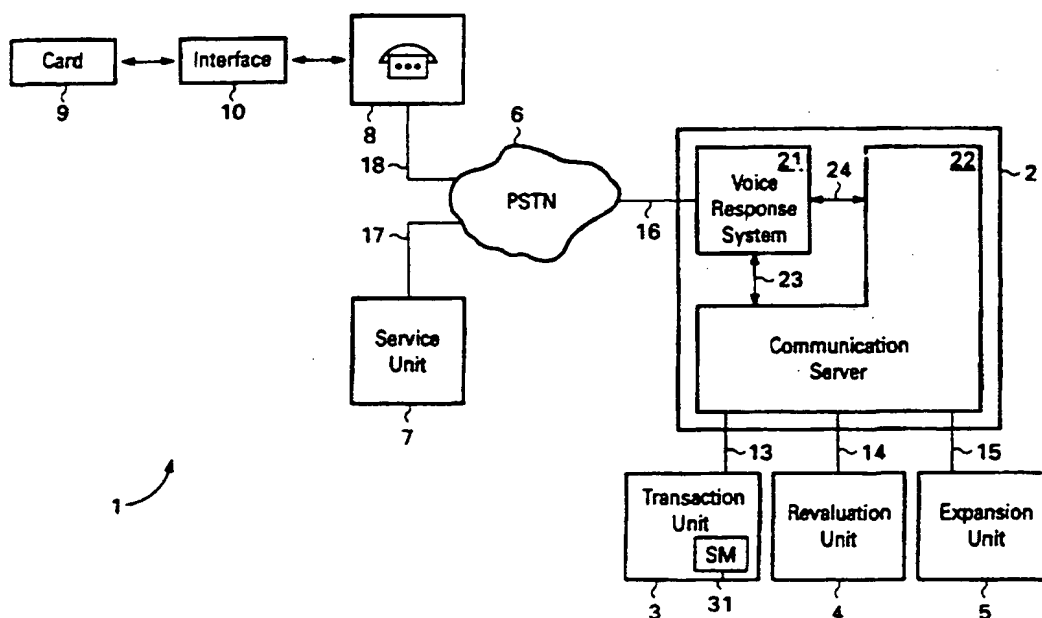 Card
9
Interface
10
8
18
6
PSTN
17
Service
Unit
7
16
21
Voice
Response
System
24
22
2
23
Communication
Server
13
14
15
1
Transaction
Unit
SM
31
3
Revaluation
Unit
4
Expansion
Unit
5